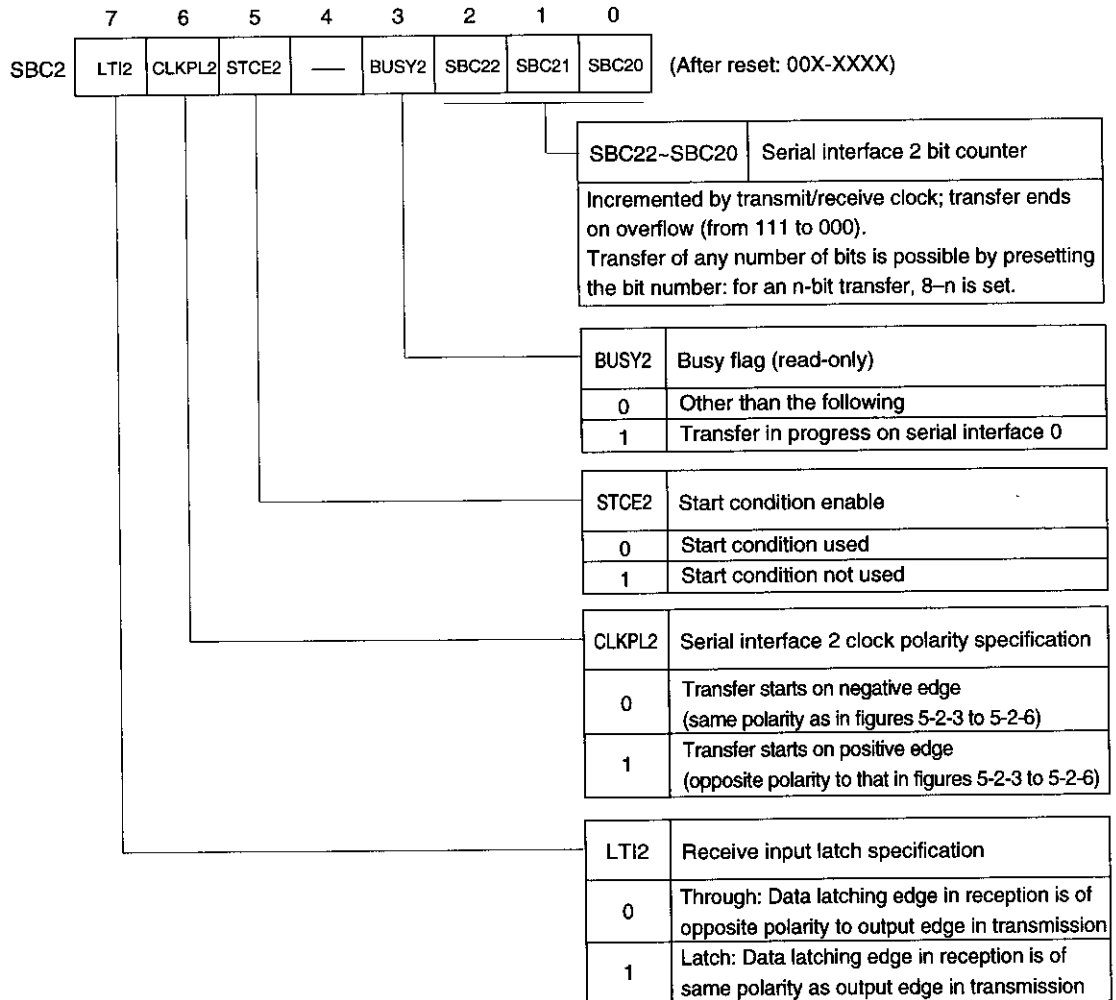 7 6 5 4 3 2 1 0
SBC2 LTI2 CLKPL2 STCE2 — BUSY2 SBC22 SBC21 SBC20 (After reset: 00X-XXXX)
SBC22~SBC20 Serial interface 2 bit counter
Incremented by transmit/receive clock; transfer ends
on overflow (from 111 to 000).
Transfer of any number of bits is possible by presetting
the bit number: for an n-bit transfer, 8–n is set.
BUSY2 Busy flag (read-only)
0 Other than the following
1 Transfer in progress on serial interface 0
STCE2 Start condition enable
0 Start condition used
1 Start condition not used
CLKPL2 Serial interface 2 clock polarity specification
0 Transfer starts on negative edge
(same polarity as in figures 5-2-3 to 5-2-6)
1 Transfer starts on positive edge
(opposite polarity to that in figures 5-2-3 to 5-2-6)
LTI2 Receive input latch specification
0 Through: Data latching edge in reception is of
opposite polarity to output edge in transmission
1 Latch: Data latching edge in reception is of
same polarity as output edge in transmission